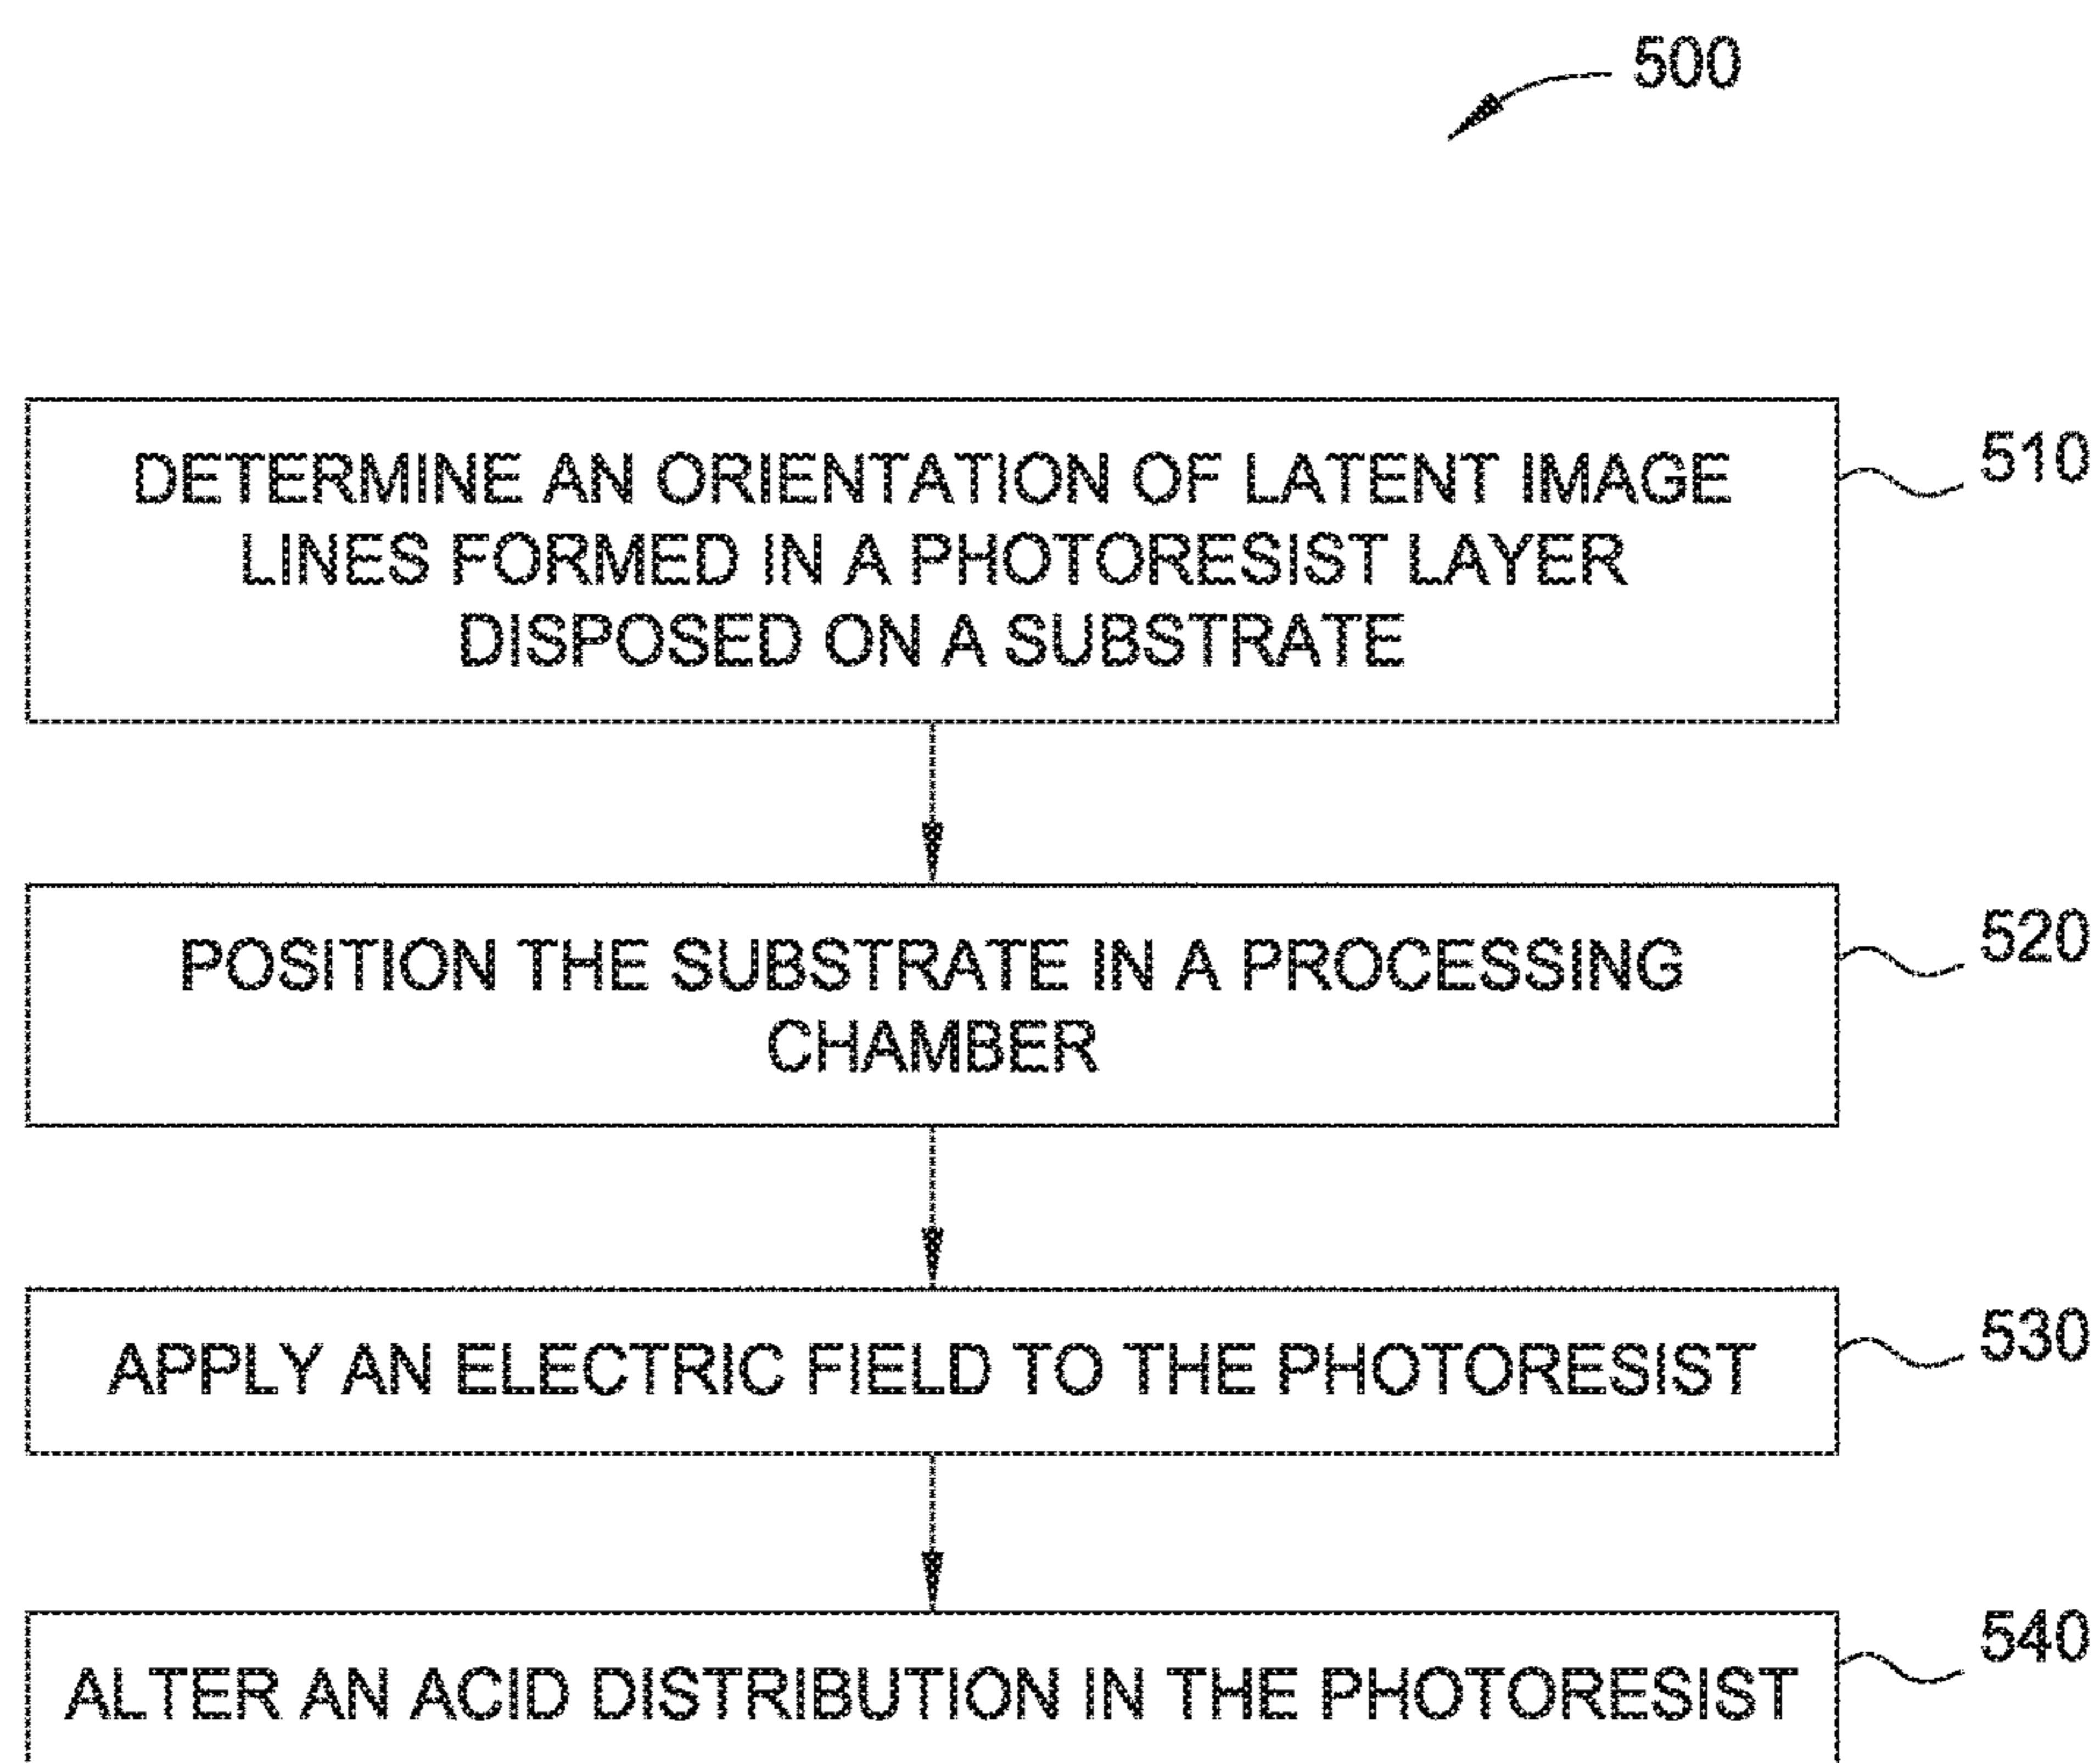 500
DETERMINE AN ORIENTATION OF LATENT IMAGE
LINES FORMED IN A PHOTORESIST LAYER
DISPOSED ON A SUBSTRATE
510
POSITION THE SUBSTRATE IN A PROCESSING
CHAMBER
520
APPLY AN ELECTRIC FIELD TO THE PHOTORESIST
530
ALTER AN ACID DISTRIBUTION IN THE PHOTORESIST
540